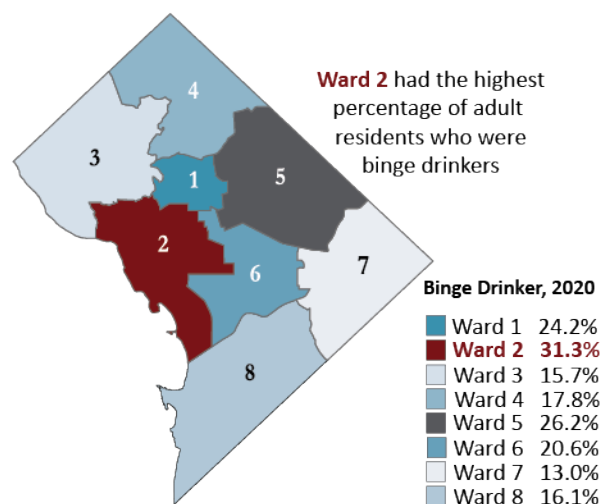 4
Ward 2 had the highest
percentage of adult
residents who were
binge drinkers
3
1
5
2
6
7
8
Binge Drinker, 2020
Ward 1 24.2%
Ward 2 31.3%
Ward 3 15.7%
Ward 4 17.8%
Ward 5 26.2%
Ward 6 20.6%
Ward 7 13.0%
Ward 8 16.1%